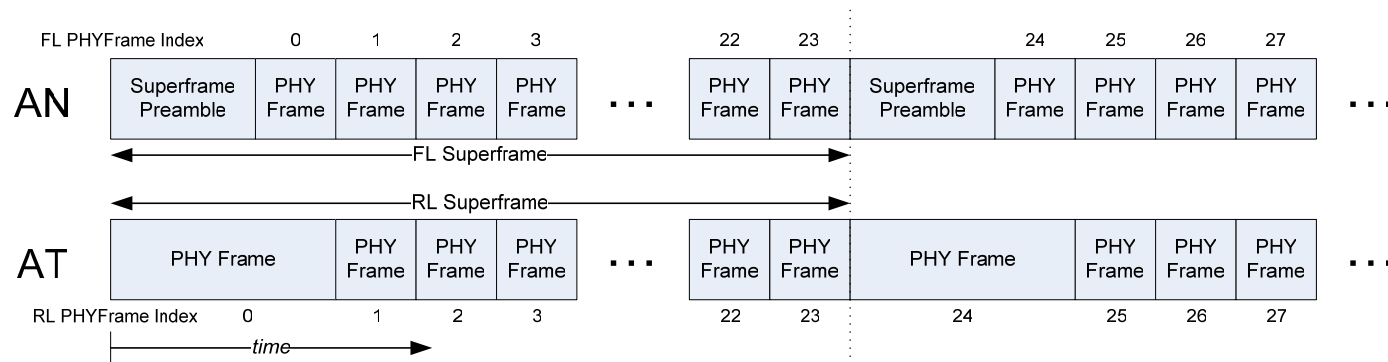 FL PHYFrame Index 0 1 2 3 22 23 24 25 26 27
AN
Superframe Preamble
PHY Frame
PHY Frame
PHY Frame
PHY Frame
...
PHY Frame
PHY Frame
Superframe Preamble
PHY Frame
PHY Frame
PHY Frame
PHY Frame
...
FL Superframe
RL Superframe
AT
PHY Frame
PHY Frame
PHY Frame
PHY Frame
...
PHY Frame
PHY Frame
PHY Frame
PHY Frame
PHY Frame
PHY Frame
...
RL PHYFrame Index 0 1 2 3 22 23 24 25 26 27
time